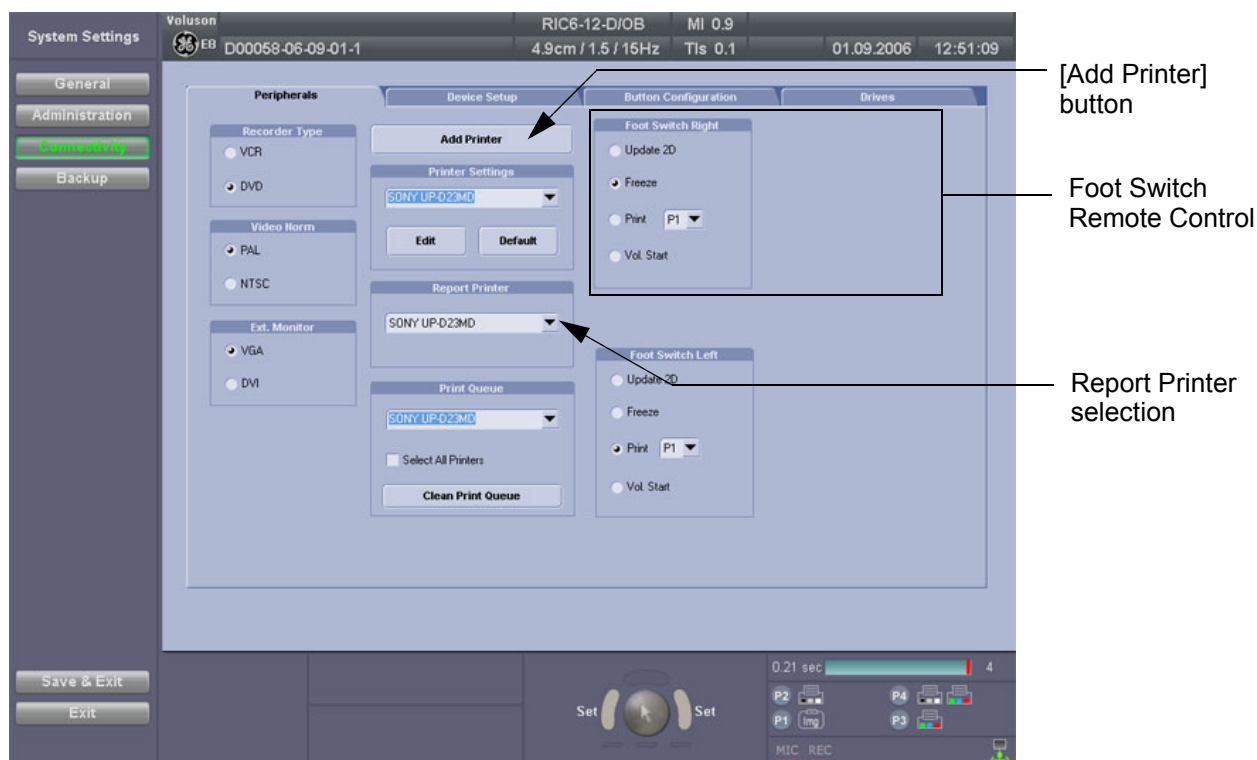 System Settings
Voluson
GE E8
D00058-06-09-01-1
RIC6-12-D/OB
MI 0.9
4.9cm / 1.5 / 15Hz
TIs 0.1
01.09.2006
12:51:09
General
Administration
Connectivity
Backup
Save & Exit
Exit
Peripherals
Device Setup
Button Configuration
Drives
Recorder Type
VCR
DVD
Video Norm
PAL
NTSC
Ext. Monitor
VGA
DVI
Add Printer
Printer Settings
SONY UP-D23MD
Edit
Default
Report Printer
SONY UP-D23MD
Print Queue
SONY UP-D23MD
Select All Printers
Clean Print Queue
Foot Switch Right
Update 2D
Freeze
Print P1
Vol. Start
Foot Switch Left
Update 2D
Freeze
Print P1
Vol. Start
[Add Printer]
button
Foot Switch
Remote Control
Report Printer
selection
Set
Set
0.21 sec
4
P2
P4
P1 Img
P3
MIC REC